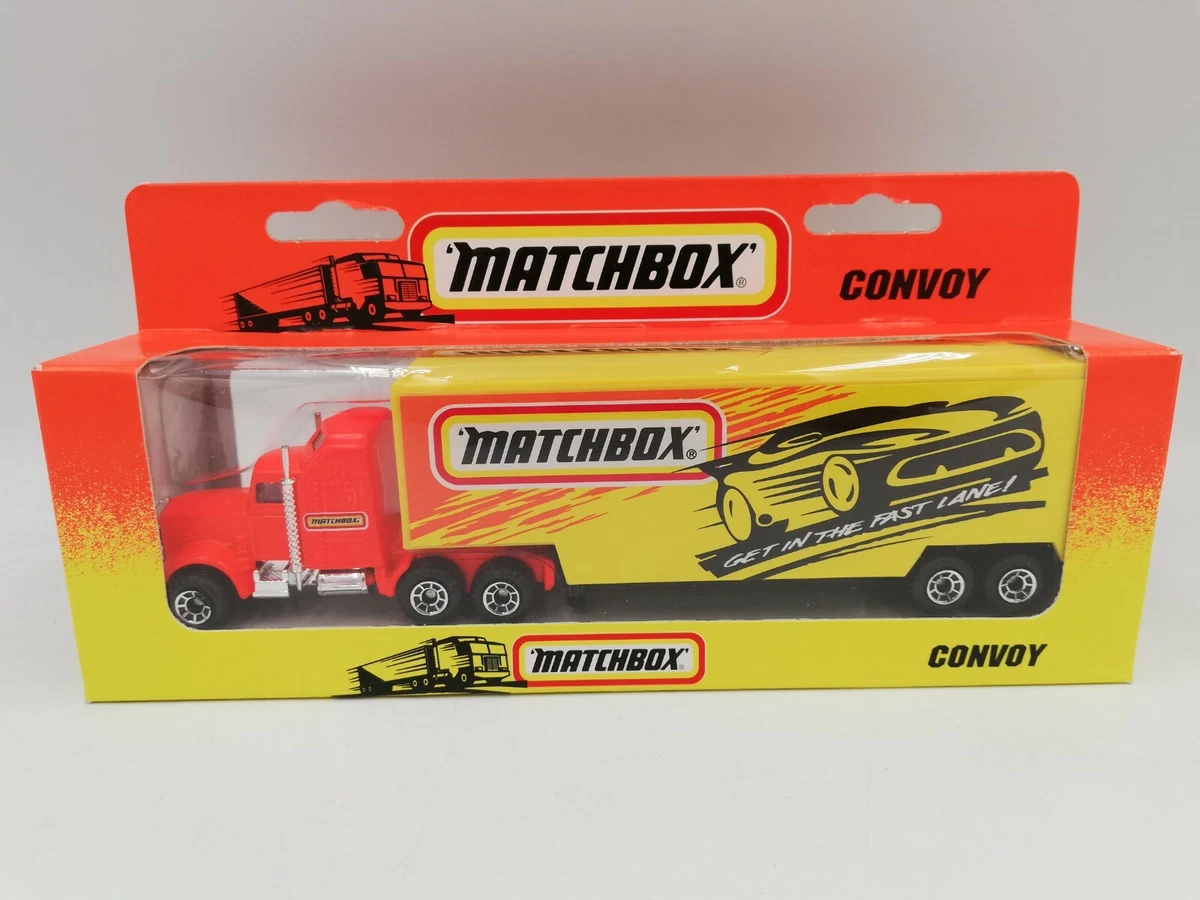 'MATCHBOX'®
CONVOY
'MATCHBOX'®
GET IN THE FAST LANE!
MATCHBOX
'MATCHBOX'®
CONVOY